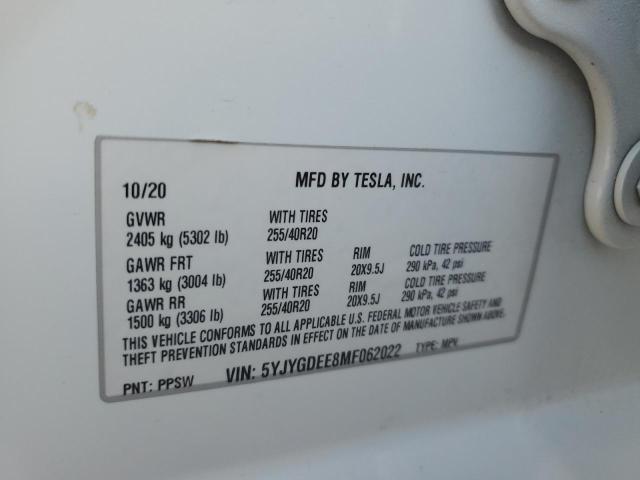 10/20 MFD BY TESLA, INC.
GVWR WITH TIRES
2405 kg (5302 lb) 255/40R20
GAWR FRT WITH TIRES RIM COLD TIRE PRESSURE
1363 kg (3004 lb) 255/40R20 20X9.5J 290 kPa, 42 psi
GAWR RR WITH TIRES RIM COLD TIRE PRESSURE
1500 kg (3306 lb) 255/40R20 20X9.5J 290 kPa, 42 psi
THIS VEHICLE CONFORMS TO ALL APPLICABLE U.S. FEDERAL MOTOR VEHICLE SAFETY AND
THEFT PREVENTION STANDARDS IN EFFECT ON THE DATE OF MANUFACTURE SHOWN ABOVE.
PNT: PPSW VIN: 5YJYGDEE8MF062022 TYPE: MPV